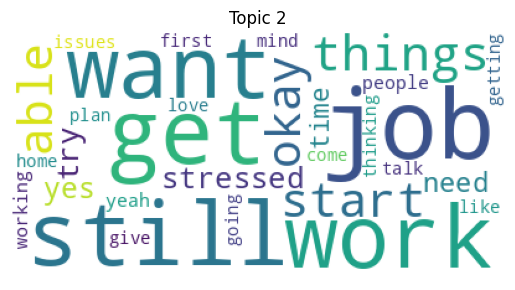 Topic 2
issues
first
mind
things
getting
able
want
okay
people
time
plan
love
get
job
try
thinking
home
come
talk
stressed
need
yes
working
yeah
start
like
going
give
still
work